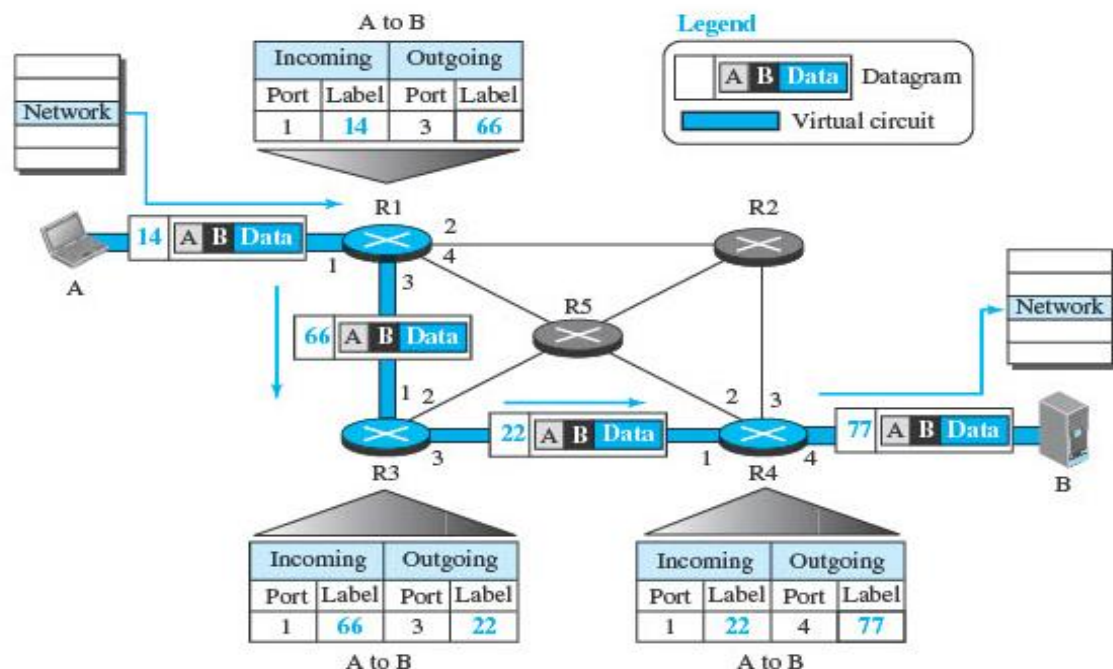 A to B
Legend
Incoming Outgoing
Port Label Port Label
1 14 3 66
A B Data Datagram
Virtual circuit
Network
R1
R2
14 A B Data
A
1
2
4
3
R5
Network
66 A B Data
1 2
2 3
R3
3
22 A B Data
1
R4
4
77 A B Data
B
Incoming Outgoing
Port Label Port Label
1 66 3 22
A to B
Incoming Outgoing
Port Label Port Label
1 22 4 77
A to B